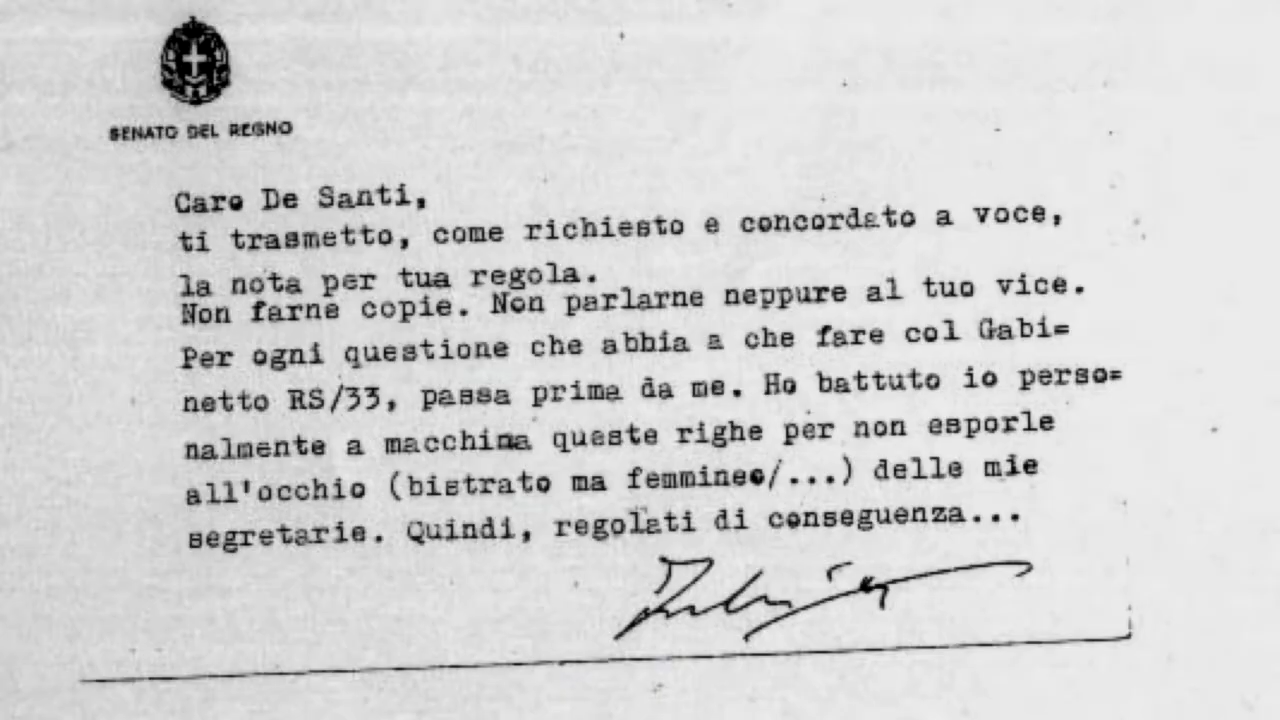 SENATO DEL REGNO
Caro De Santi,
ti trasmetto, come richiesto e concordato a voce,
la nota per tua regola.
Non farne copie. Non parlarne neppure al tuo vice.
Per ogni questione che abbia a che fare col Gabi=
netto RS/33, passa prima da me. Ho battuto io perso=
nalmente a macchina queste righe per non esporle
all'occhio (bistrato ma femmineo/...) delle mie
segretarie. Quindi, regolati di conseguenza...